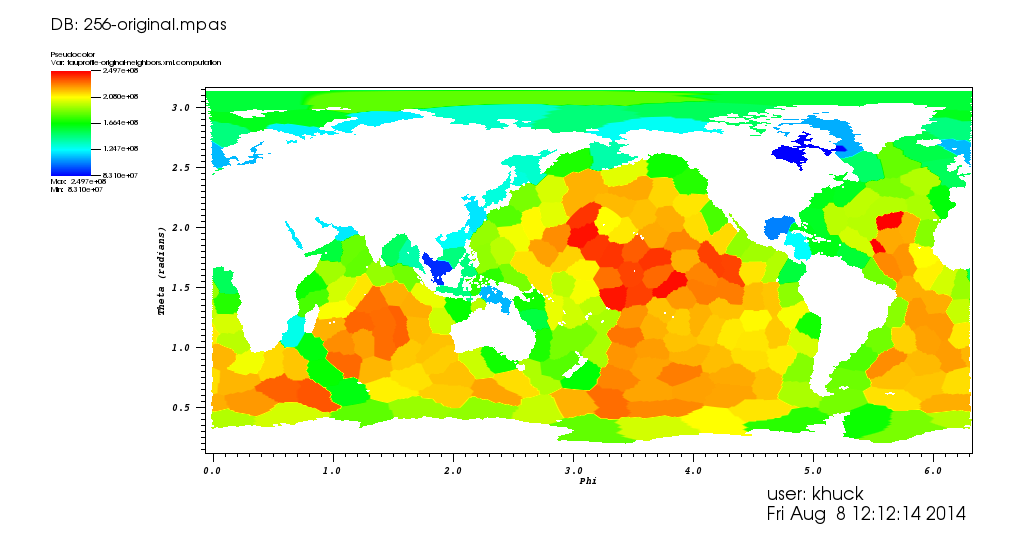 DB: 256-original.mpas
Pseudocolor
Var: tauprofile-original-neighbors.xml.computation
2.497e+08
2.080e+08
1.664e+08
1.247e+08
8.310e+07
Max: 2.497e+08
Min: 8.310e+07
3.0
2.5
2.0
1.5
1.0
0.5
Theta (radians)
0.0 1.0 2.0 3.0 4.0 5.0 6.0
Phi
user: khuck
Fri Aug 8 12:12:14 2014